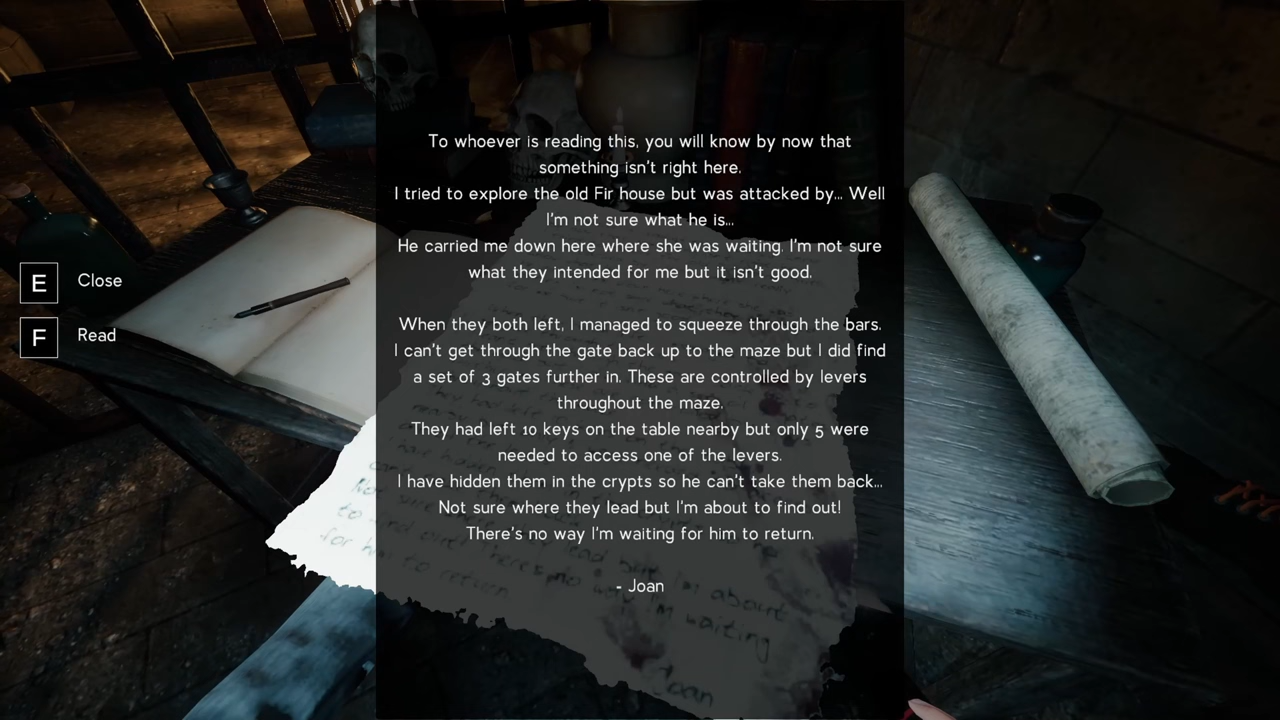 To whoever is reading this, you will know by now that
something isn't right here.
I tried to explore the old Fir house but was attacked by... Well
I'm not sure what he is...
He carried me down here where she was waiting. I'm not sure
what they intended for me but it isn't good.
When they both left, I managed to squeeze through the bars.
I can't get through the gate back up to the maze but I did find
a set of 3 gates further in. These are controlled by levers
throughout the maze.
They had left 10 keys on the table nearby but only 5 were
needed to access one of the levers.
I have hidden them in the crypts so he can't take them back...
Not sure where they lead but I'm about to find out!
There's no way I'm waiting for him to return.
- Joan
E Close
F Read